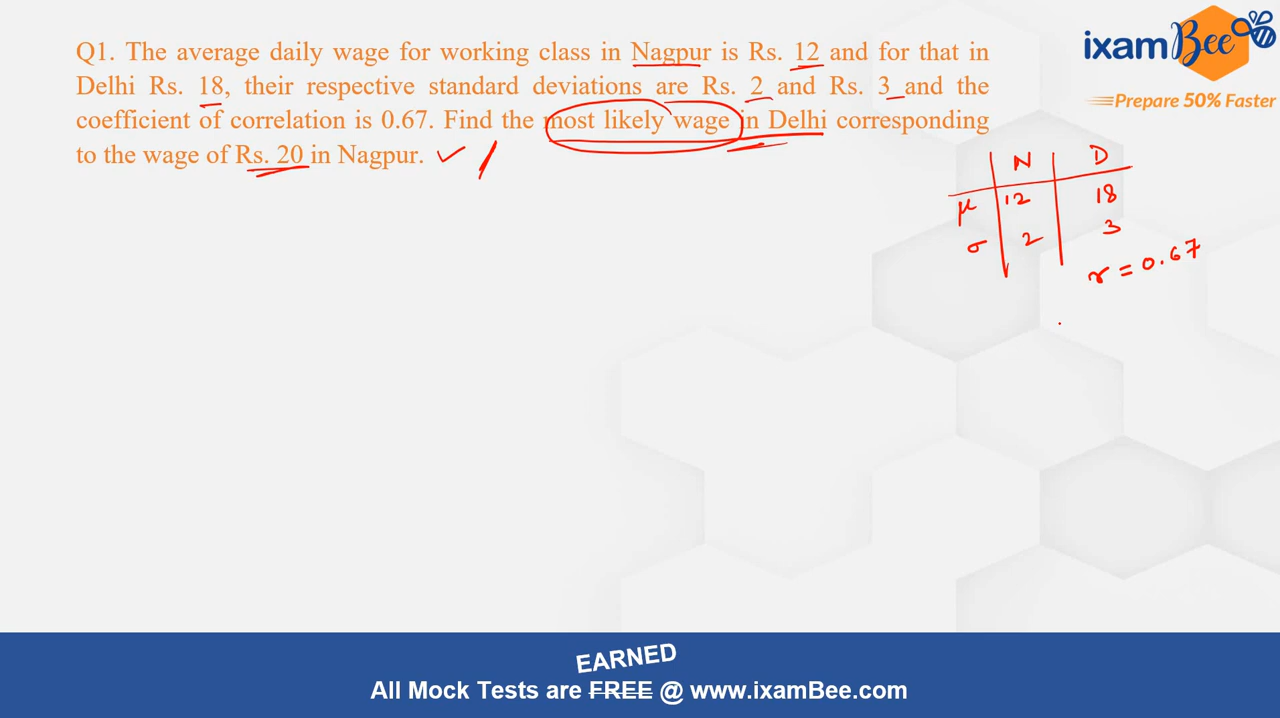 Q1. The average daily wage for working class in Nagpur is Rs. 12 and for that in
Delhi Rs. 18, their respective standard deviations are Rs. 2 and Rs. 3 and the
coefficient of correlation is 0.67. Find the most likely wage in Delhi corresponding
to the wage of Rs. 20 in Nagpur.
ixamBee
Prepare 50% Faster
N D
μ 12 18
σ 2 3
r = 0.67
EARNED
All Mock Tests are FREE @ www.ixamBee.com